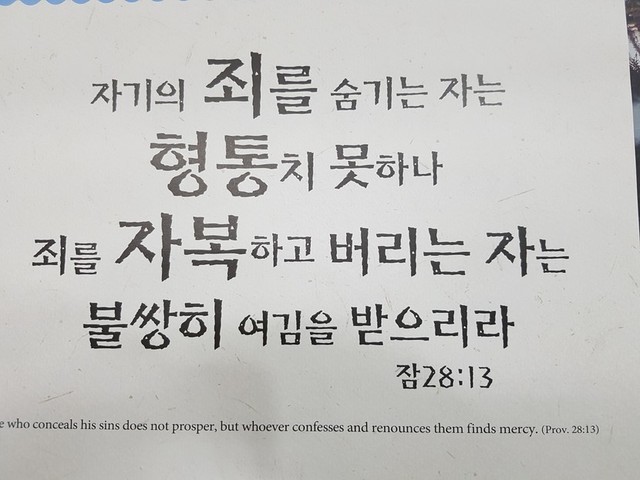 자기의 죄를 숨기는 자는
형통치 못하나
죄를 자복하고 버리는 자는
불쌍히 여김을 받으리라
잠28:13
who conceals his sins does not prosper, but whoever confesses and renounces them finds mercy. (Prov. 28:13)